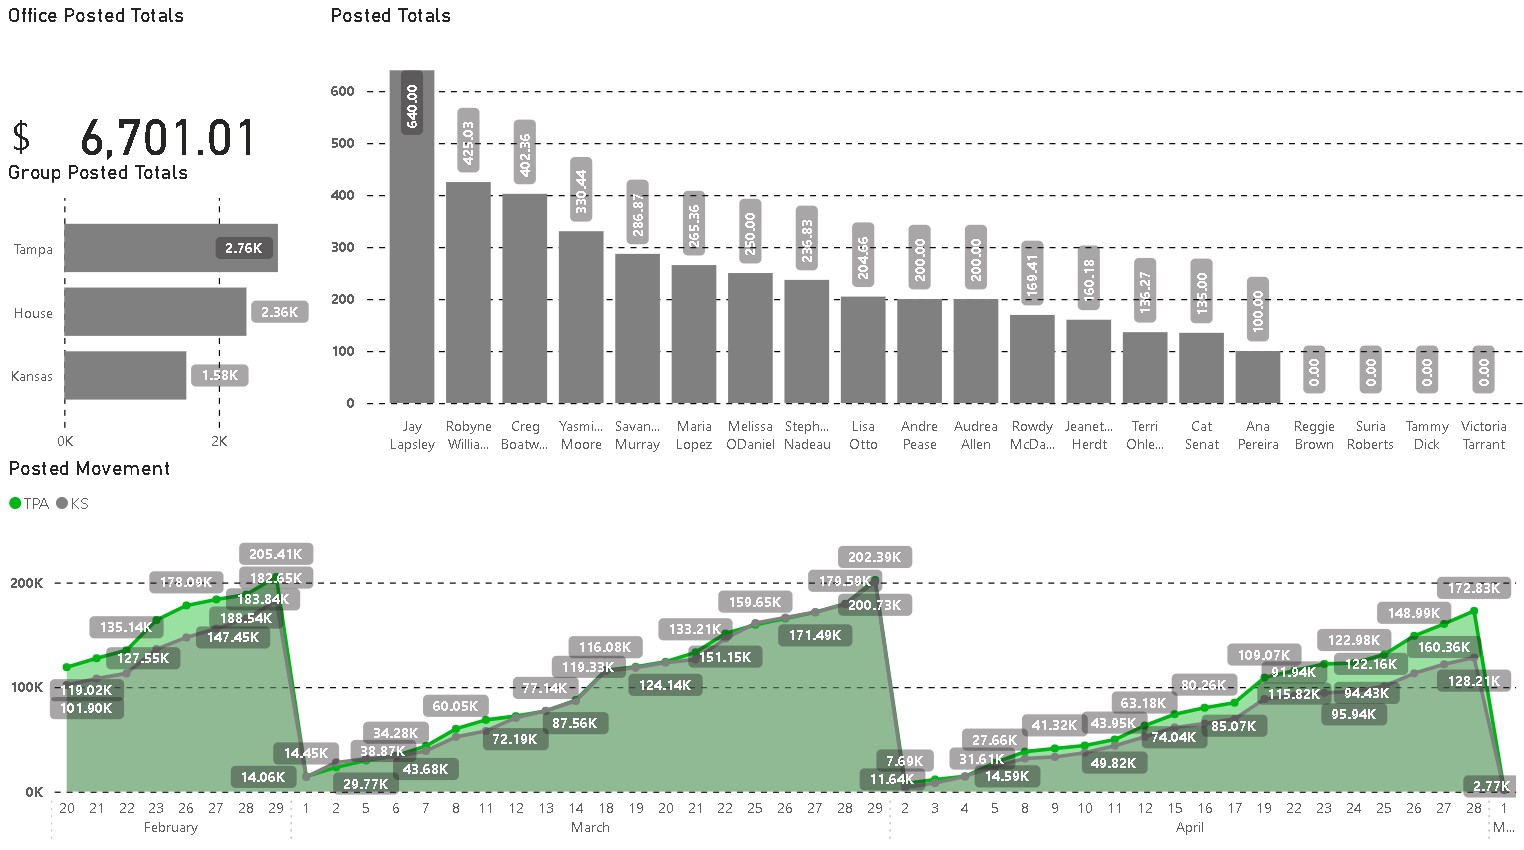 Office Posted Totals
$ 6,701.01
Group Posted Totals
Tampa 2.76K
House 2.36K
Kansas 1.58K
0K 2K
Posted Totals
600
500
400
300
200
100
0
640.00 425.03 402.36 330.44 286.87 265.36 250.00 236.83 204.66 200.00 200.00 169.41 160.18 136.27 135.00 100.00 0.00 0.00 0.00 0.00
Jay Robyne Creg Yasmi... Savan... Maria Melissa Steph... Lisa Andre Audrea Rowdy Jeanet... Terri Cat Ana Reggie Suria Tammy Victoria
Lapsley Willia... Boatw... Moore Murray Lopez ODaniel Nadeau Otto Pease Allen McDa... Herdt Ohle... Senat Pereira Brown Roberts Dick Tarrant
Posted Movement
TPA KS
200K
100K
0K
119.02K
101.90K
135.14K
127.55K
178.09K
147.45K
188.54K
183.84K
182.65K
205.41K
14.06K
14.45K
29.77K
38.87K
34.28K
43.68K
60.05K
72.19K
77.14K
87.56K
119.33K
116.08K
124.14K
133.21K
151.15K
159.65K
171.49K
179.59K
202.39K
200.73K
11.64K
7.69K
31.61K
27.66K
14.59K
41.32K
43.95K
49.82K
63.18K
74.04K
80.26K
85.07K
109.07K
91.94K
115.82K
122.98K
122.16K
94.43K
95.94K
148.99K
160.36K
172.83K
128.21K
2.77K
20 21 22 23 26 27 28 29 1 2 5 6 7 8 11 12 13 14 18 19 20 21 22 25 26 27 28 29 2 3 4 5 8 9 10 11 12 15 16 17 19 22 23 24 25 26 27 28 1
February March April M...